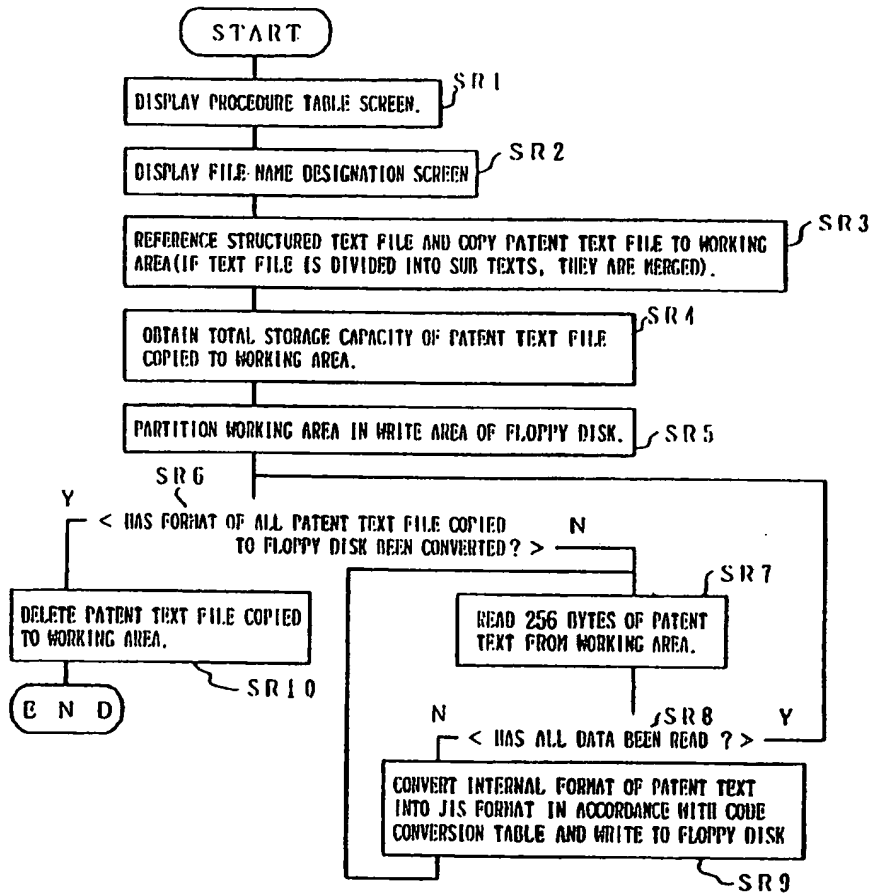 START
SR1
DISPLAY PROCEDURE TABLE SCREEN.
SR2
DISPLAY FILE-NAME DESIGNATION SCREEN
SR3
REFERENCE STRUCTURED TEXT FILE AND COPY PATENT TEXT FILE TO WORKING
AREA(IF TEXT FILE IS DIVIDED INTO SUB TEXTS, THEY ARE MERGED).
SR4
OBTAIN TOTAL STORAGE CAPACITY OF PATENT TEXT FILE
COPIED TO WORKING AREA.
PARTITION WORKING AREA IN WRITE AREA OF FLOPPY DISK.
SR5
SR6
Y
< HAS FORMAT OF ALL PATENT TEXT FILE COPIED
TO FLOPPY DISK BEEN CONVERTED? >
N
SR7
DELETE PATENT TEXT FILE COPIED
TO WORKING AREA.
READ 256 BYTES OF PATENT
TEXT FROM WORKING AREA.
SR10
END
SR8
N
< HAS ALL DATA BEEN READ ? >
Y
CONVERT INTERNAL FORMAT OF PATENT TEXT
INTO JIS FORMAT IN ACCORDANCE WITH CODE
CONVERSION TABLE AND WRITE TO FLOPPY DISK
SR9